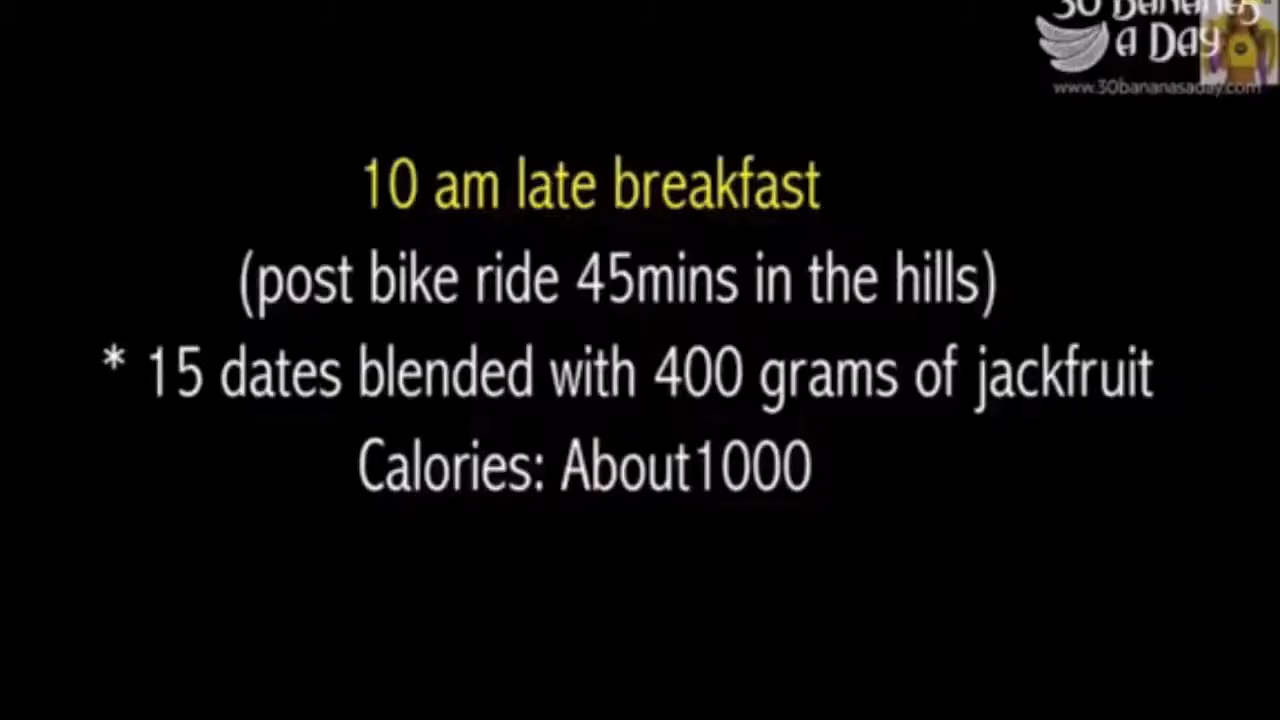 30 Bananas
a Day
www.30bananasaday.com
10 am late breakfast
(post bike ride 45mins in the hills)
* 15 dates blended with 400 grams of jackfruit
Calories: About1000